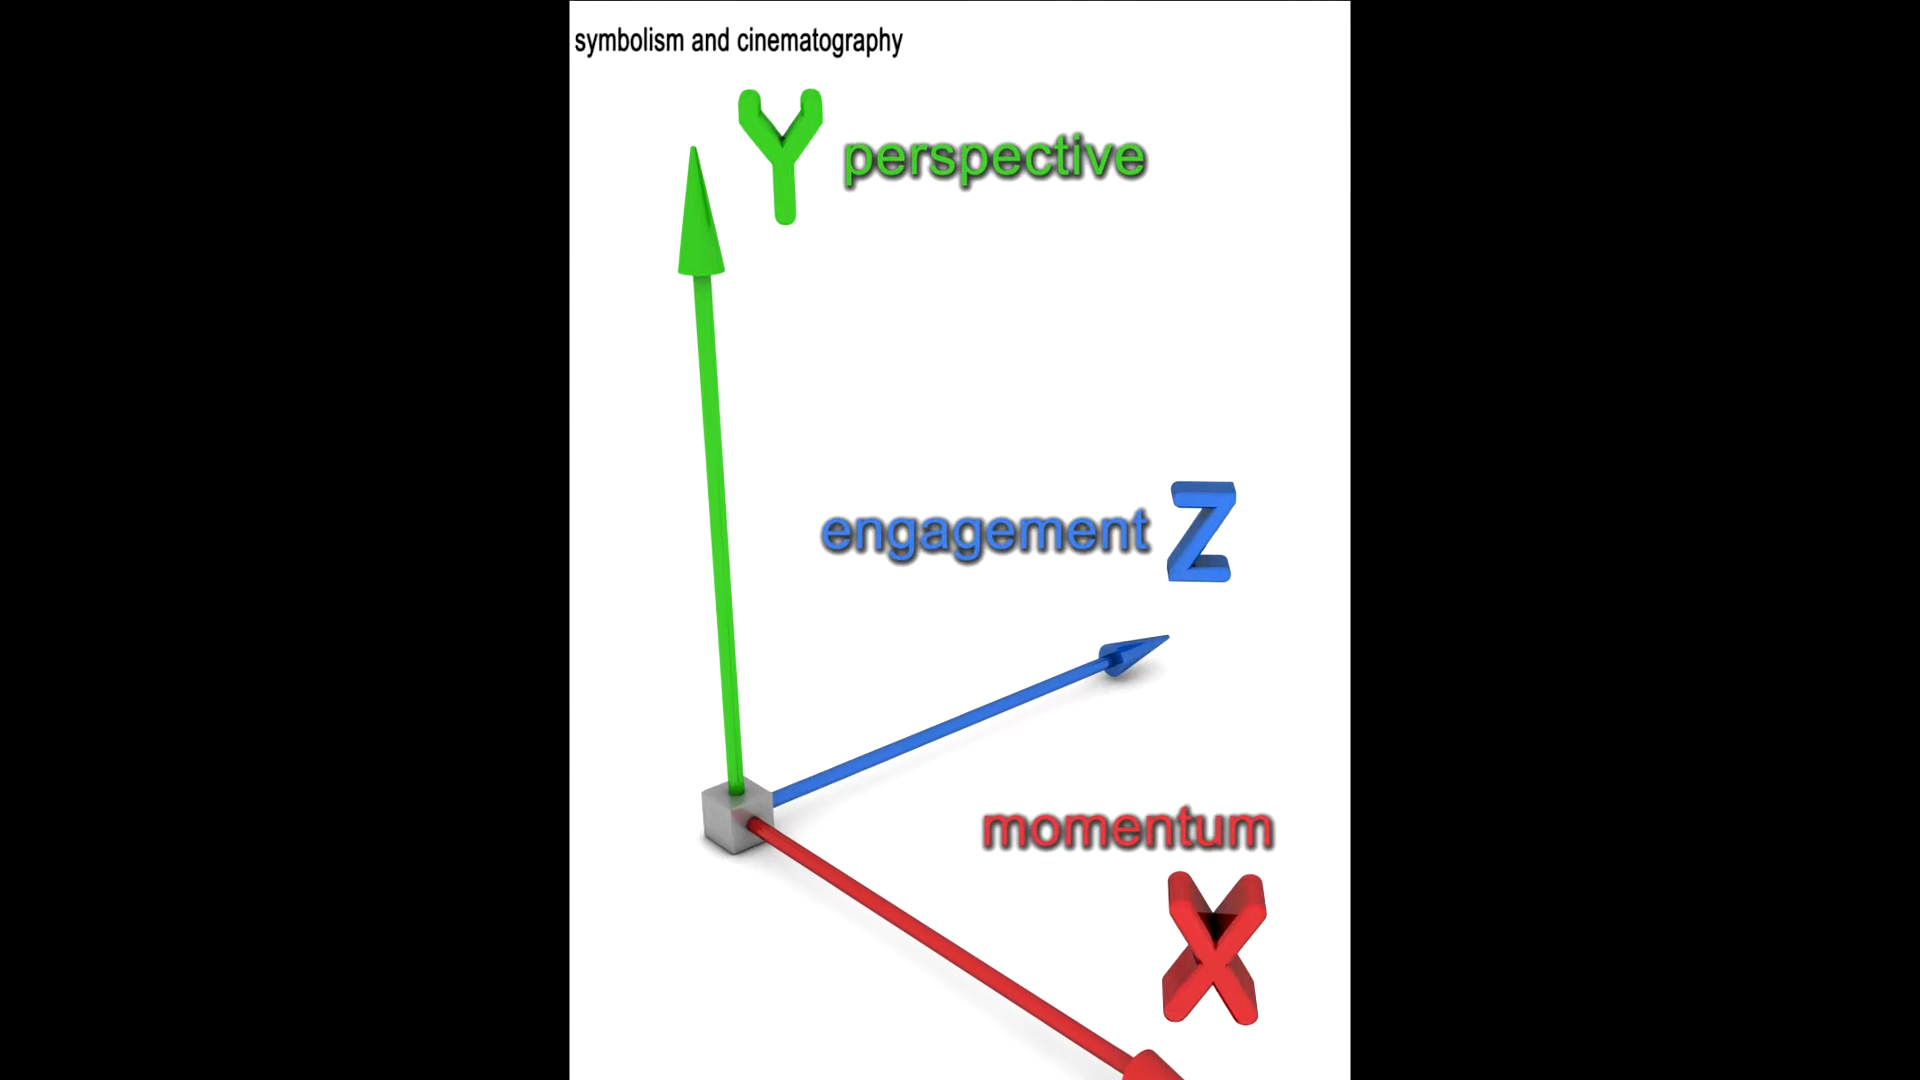 symbolism and cinematography
Y perspective
engagement Z
momentum
X